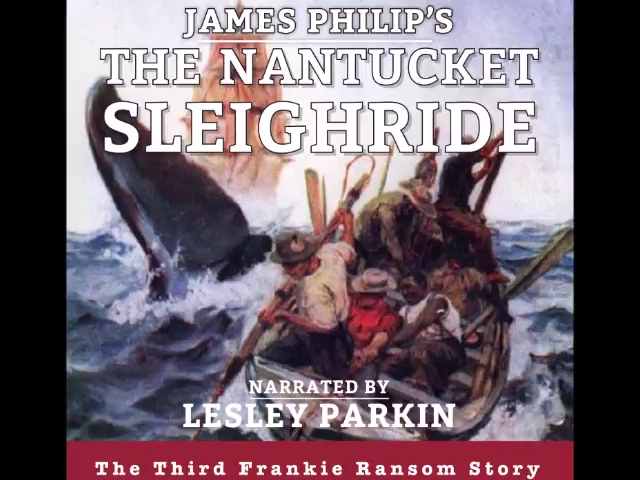 JAMES PHILIP'S
THE NANTUCKET
SLEIGHRIDE
NARRATED BY
LESLEY PARKIN
The Third Frankie Ransom Story